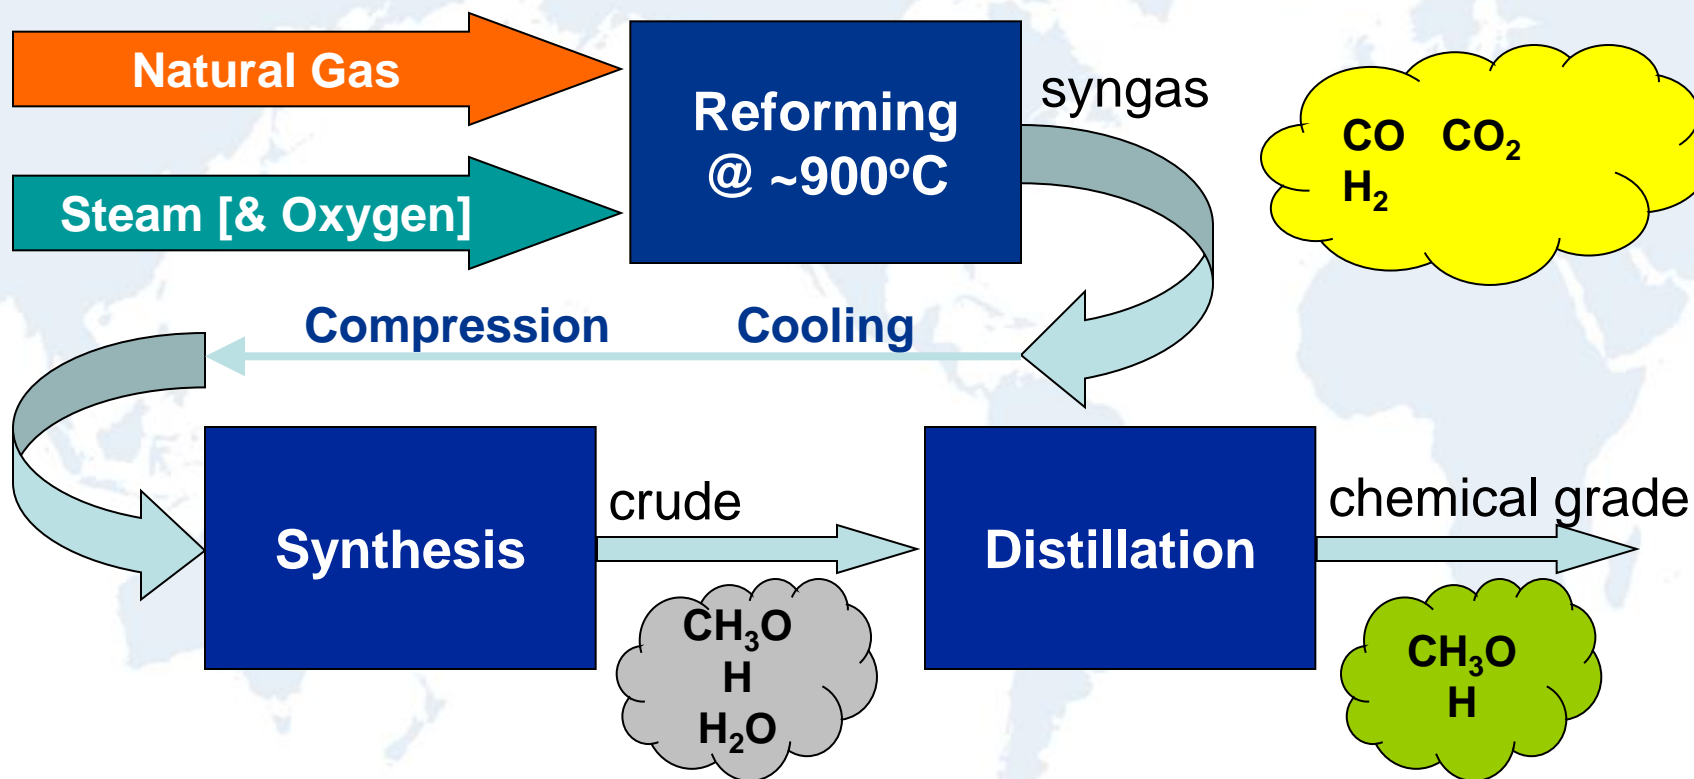 Natural Gas
Steam [& Oxygen]
Reforming
@ ~900ºC
syngas
CO CO₂
H₂
Compression Cooling
Synthesis
crude
CH₃O
H
H₂O
Distillation
chemical grade
CH₃O
H